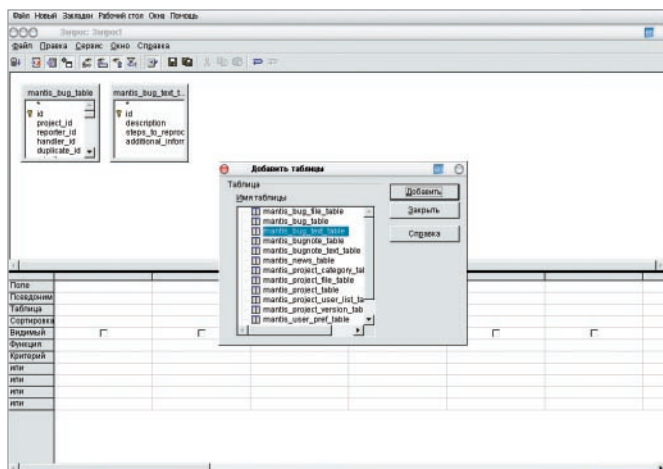 Файл Новый Закладки Рабочий стол Окна Помощь
Запрос: Запрос1
Файл Правка Сервис Окно Справка
mantis_bug_table
*
id
project_id
reporter_id
handler_id
duplicate_id
mantis_bug_text_t...
*
id
description
steps_to_reproc
additional_inforr
Добавить таблицы
Таблица
Имя таблицы
mantis_bug_file_table
mantis_bug_table
mantis_bug_text_table
mantis_bugnote_table
mantis_bugnote_text_table
mantis_news_table
mantis_project_category_tal
mantis_project_file_table
mantis_project_table
mantis_project_user_list_ta
mantis_project_version_tab
mantis_user_pref_table
Добавить
Закрыть
Справка
Поле
Псевдоним
Таблица
Сортировка
Видимый
Функция
Критерий
или
или
или
или